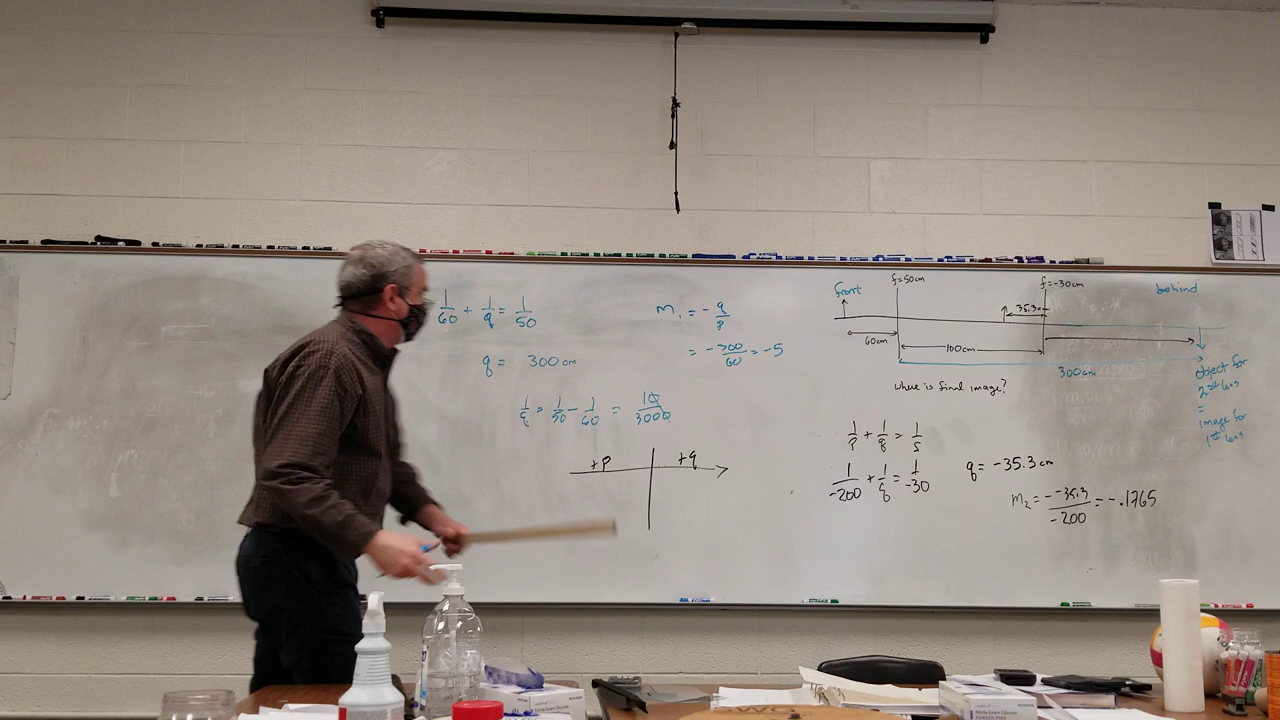 1/60 + 1/q = 1/50
q = 300 cm
1/q = 1/50 - 1/60 = 10/3000
+p +q
M₁ = - q/p
= - -300/60 = -5
front
f=50cm
f=-30cm
behind
35.3cm
60cm
100cm
300cm
where is final image?
object for
2nd lens
=
image for
1st lens
1/p + 1/q = 1/f
1/-200 + 1/q = 1/-30
q= -35.3 cm
M₂ = - -35.3/-200 = -.1765